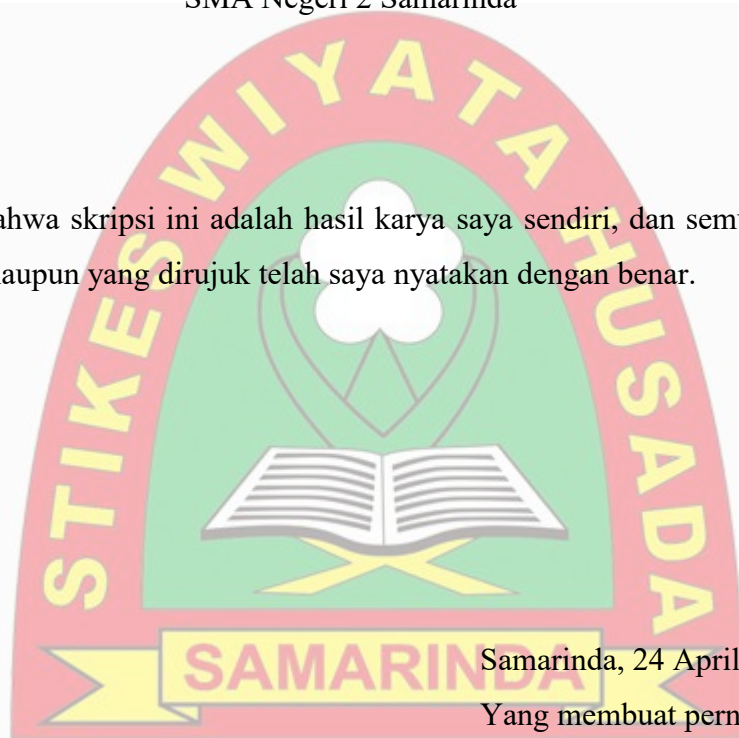 SMA Negeri 2 Samarinda
STIKES WIYATA HUSADA
ahwa skripsi ini adalah hasil karya saya sendiri, dan sem
aupun yang dirujuk telah saya nyatakan dengan benar.
SAMARINDA
Samarinda, 24 April
Yang membuat pern